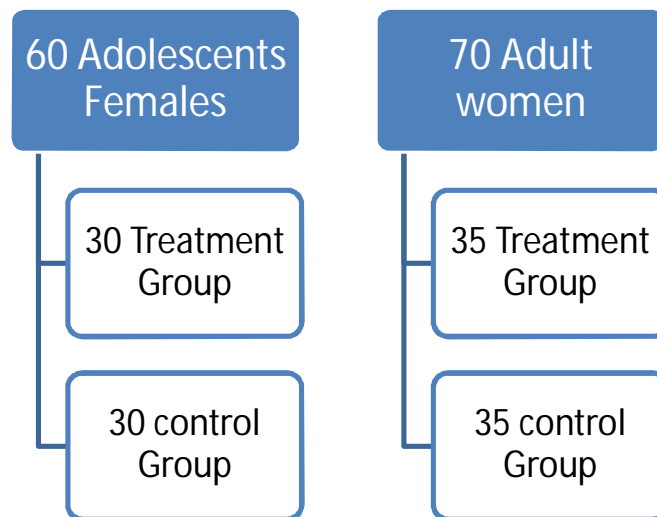 60 Adolescents
Females
30 Treatment
Group
30 control
Group
70 Adult
women
35 Treatment
Group
35 control
Group